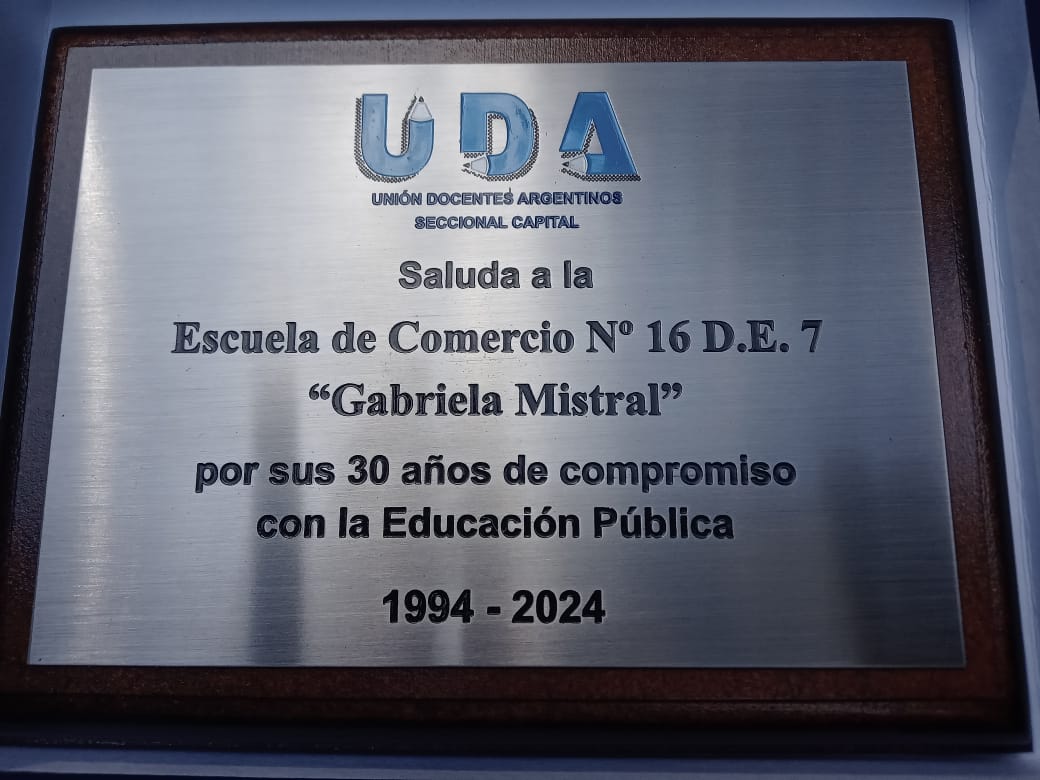 UDA
UNIÓN DOCENTES ARGENTINOS
SECCIONAL CAPITAL
Saluda a la
Escuela de Comercio Nº 16 D.E. 7
“Gabriela Mistral”
por sus 30 años de compromiso
con la Educación Pública
1994 - 2024